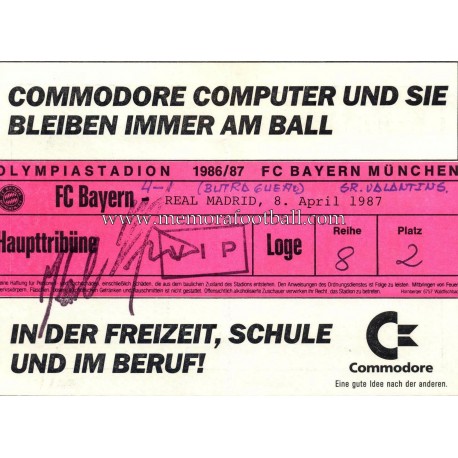 COMMODORE COMPUTER UND SIE
BLEIBEN IMMER AM BALL
OLYMPIASTADION 1986/87 FC BAYERN MÜNCHEN
FC Bayern - 4-1 (BUTRAGUEÑO) SR. VALANTINS
REAL MADRID, 8. April 1987
www.memorafootball.com
Haupttribüne VIP Loge Reihe 8 Platz 2
IN DER FREIZEIT, SCHULE
UND IM BERUF!
Commodore
Eine gute Idee nach der anderen.